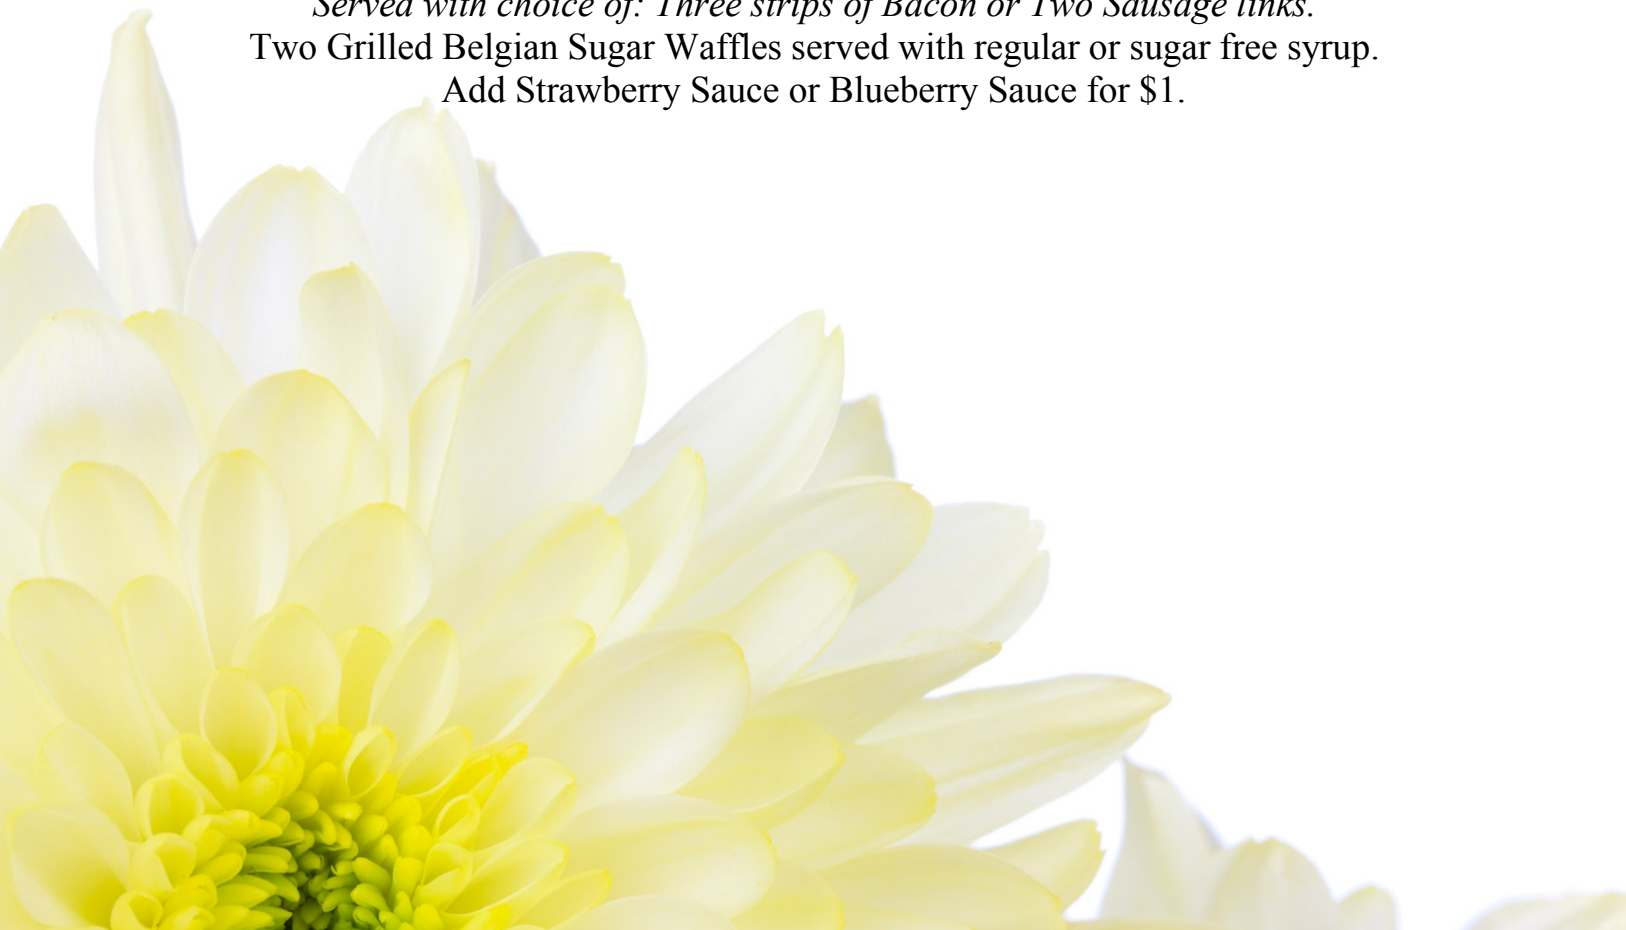 Served with choice of: Three strips of Bacon or Two Sausage links.
Two Grilled Belgian Sugar Waffles served with regular or sugar free syrup.
Add Strawberry Sauce or Blueberry Sauce for $1.